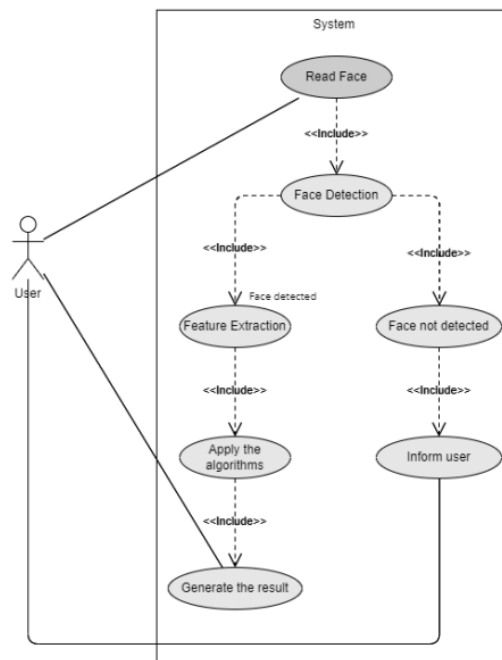 System
Read Face
<<Include>>
Face Detection
<<Include>>
<<Include>>
User
Face detected
Feature Extraction
Face not detected
<<Include>>
<<Include>>
Apply the
algorithms
Inform user
<<Include>>
Generate the result